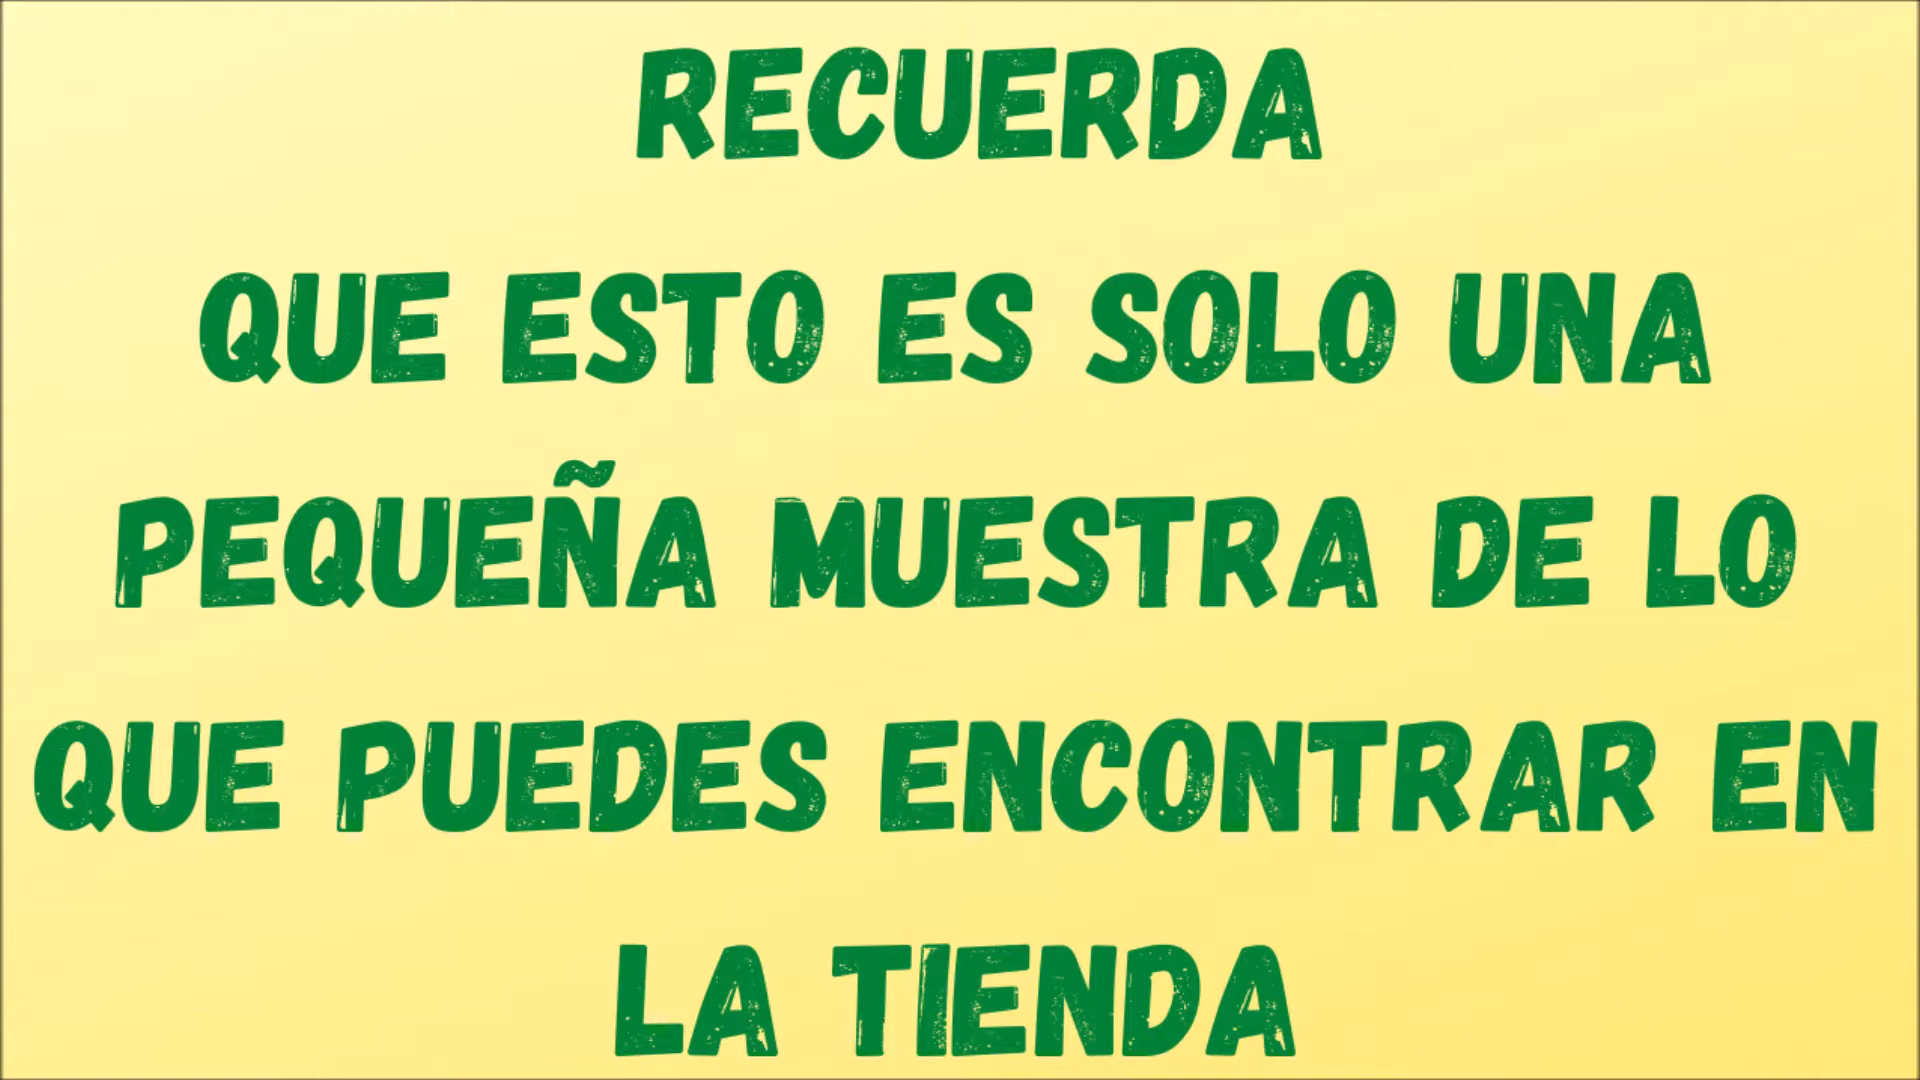 RECUERDA
QUE ESTO ES SOLO UNA
PEQUEÑA MUESTRA DE LO
QUE PUEDES ENCONTRAR EN
LA TIENDA